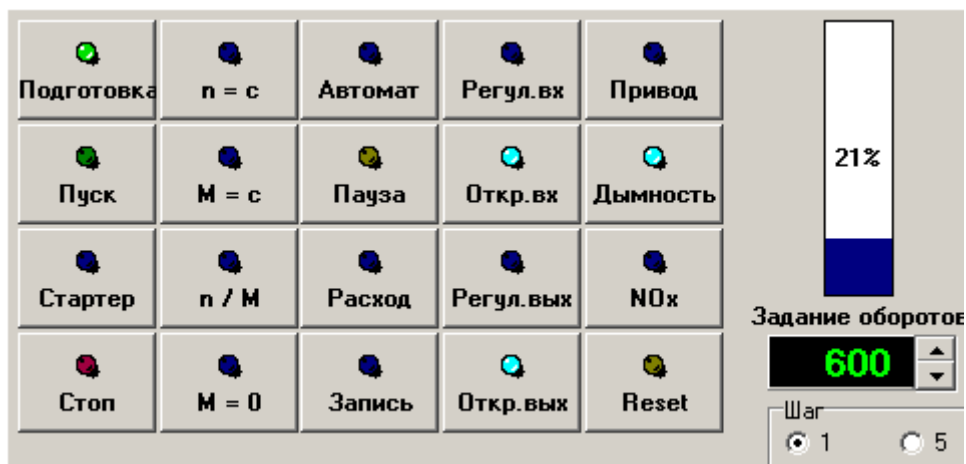 Подготовка
n = c
Автомат
Регул.вх
Привод
Пуск
M = c
Пауза
Откр.вх
Дымность
21%
Стартер
n / M
Расход
Регул.вых
NOx
Задание оборотов
600
Стоп
M = 0
Запись
Откр.вых
Reset
Шаг
1
5